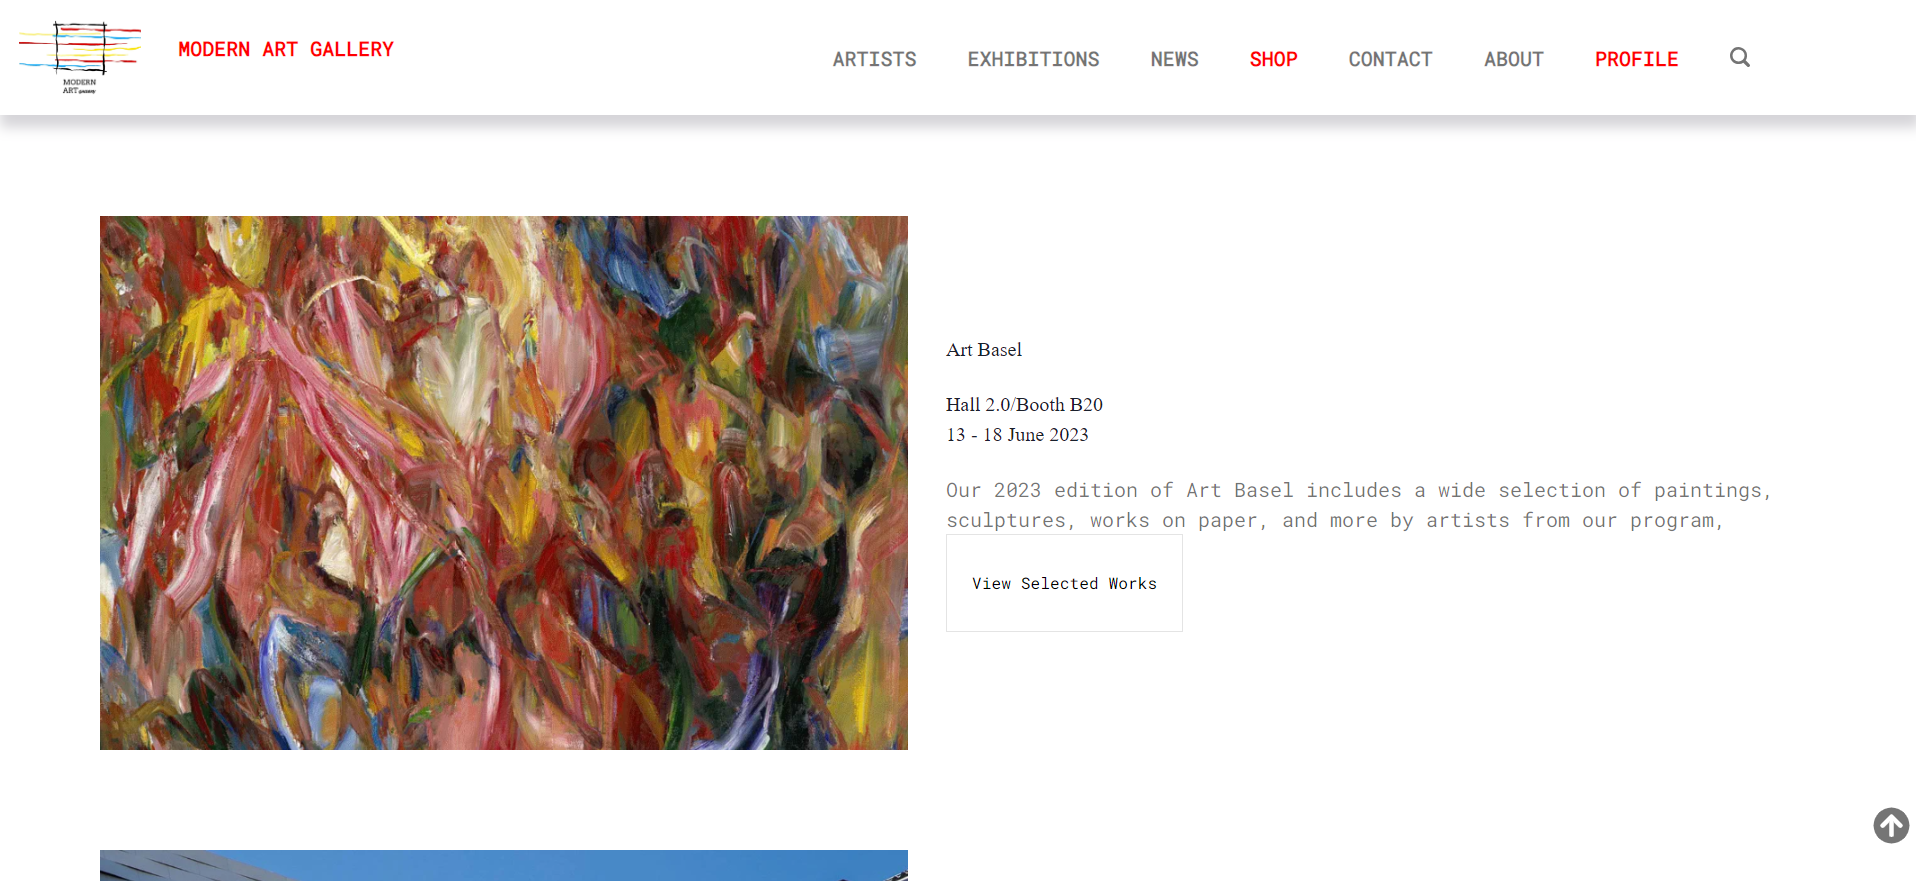 MODERN
ART GALLERY
MODERN ART GALLERY
ARTISTS EXHIBITIONS NEWS SHOP CONTACT ABOUT PROFILE
Art Basel
Hall 2.0/Booth B20
13 - 18 June 2023
Our 2023 edition of Art Basel includes a wide selection of paintings,
sculptures, works on paper, and more by artists from our program,
View Selected Works